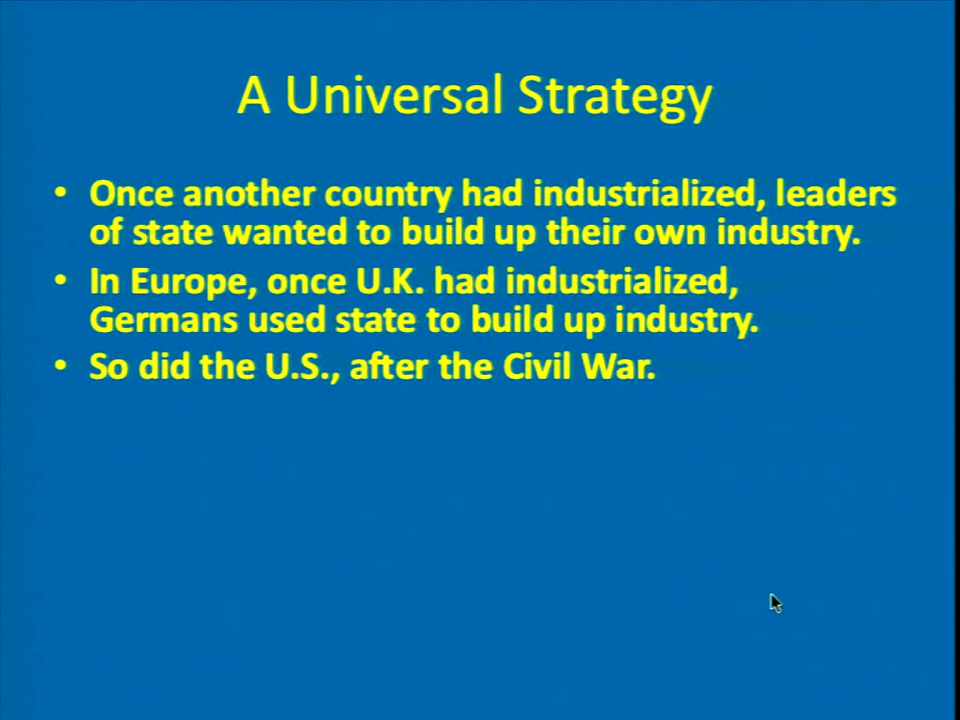 A Universal Strategy
• Once another country had industrialized, leaders
of state wanted to build up their own industry.
• In Europe, once U.K. had industrialized,
Germans used state to build up industry.
• So did the U.S., after the Civil War.